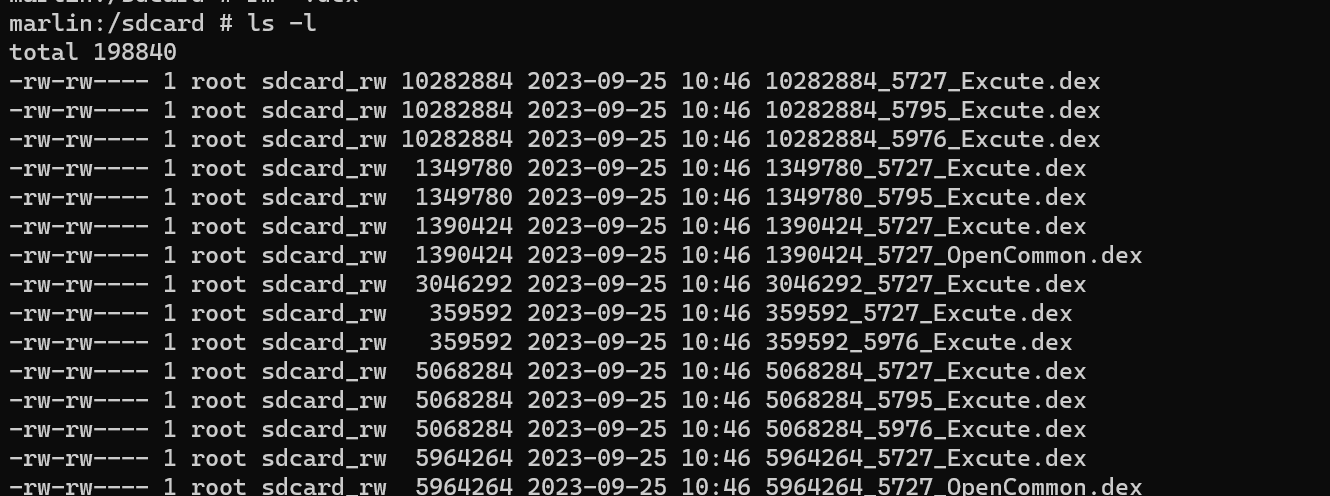 marlin:/sdcard # ls -l
total 198840
-rw-rw---- 1 root sdcard_rw 10282884 2023-09-25 10:46 10282884_5727_Excute.dex
-rw-rw---- 1 root sdcard_rw 10282884 2023-09-25 10:46 10282884_5795_Excute.dex
-rw-rw---- 1 root sdcard_rw 10282884 2023-09-25 10:46 10282884_5976_Excute.dex
-rw-rw---- 1 root sdcard_rw  1349780 2023-09-25 10:46 1349780_5727_Excute.dex
-rw-rw---- 1 root sdcard_rw  1349780 2023-09-25 10:46 1349780_5795_Excute.dex
-rw-rw---- 1 root sdcard_rw  1390424 2023-09-25 10:46 1390424_5727_Excute.dex
-rw-rw---- 1 root sdcard_rw  1390424 2023-09-25 10:46 1390424_5727_OpenCommon.dex
-rw-rw---- 1 root sdcard_rw  3046292 2023-09-25 10:46 3046292_5727_Excute.dex
-rw-rw---- 1 root sdcard_rw   359592 2023-09-25 10:46 359592_5727_Excute.dex
-rw-rw---- 1 root sdcard_rw   359592 2023-09-25 10:46 359592_5976_Excute.dex
-rw-rw---- 1 root sdcard_rw  5068284 2023-09-25 10:46 5068284_5727_Excute.dex
-rw-rw---- 1 root sdcard_rw  5068284 2023-09-25 10:46 5068284_5795_Excute.dex
-rw-rw---- 1 root sdcard_rw  5068284 2023-09-25 10:46 5068284_5976_Excute.dex
-rw-rw---- 1 root sdcard_rw  5964264 2023-09-25 10:46 5964264_5727_Excute.dex
-rw-rw---- 1 root sdcard_rw  5964264 2023-09-25 10:46 5964264_5727_OpenCommon.dex